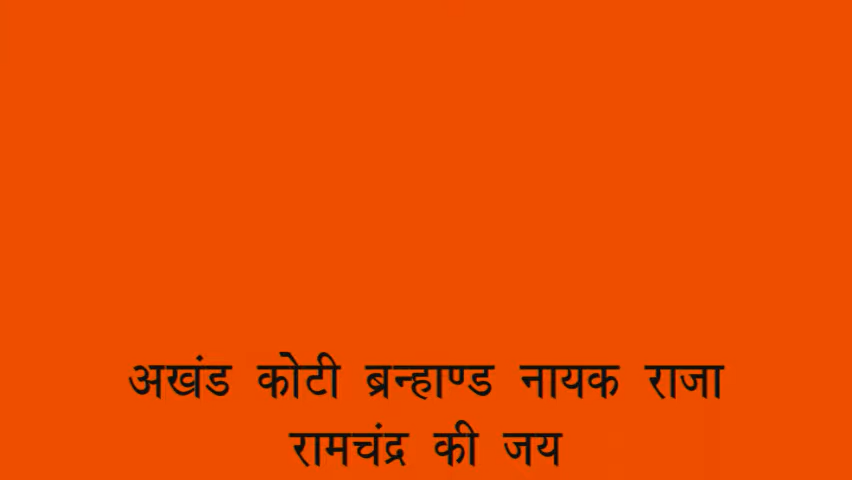 अखंड कोटी ब्रन्हाण्ड नायक राजा
रामचंद्र की जय